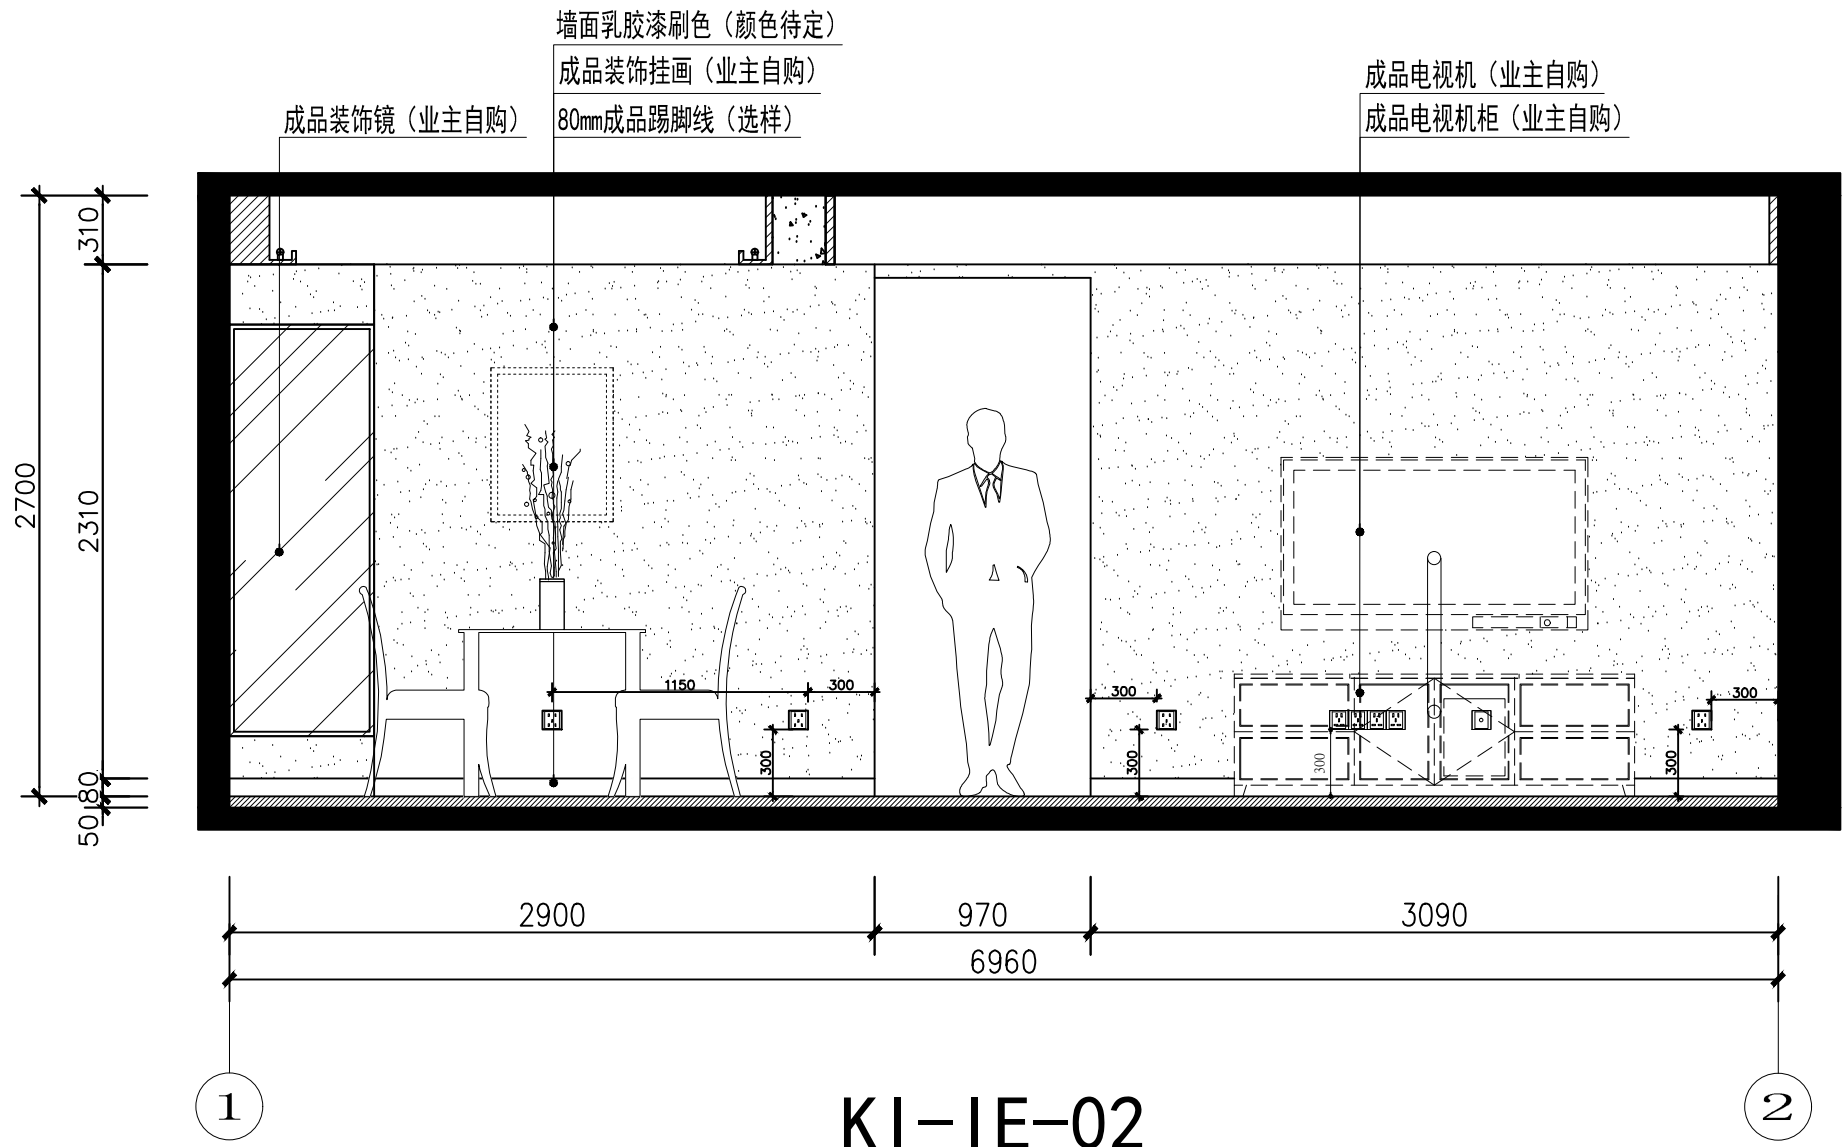 墙面乳胶漆刷色（颜色待定）
成品装饰挂画（业主自购）
80mm成品踢脚线（选样）
成品装饰镜（业主自购）
成品电视机（业主自购）
成品电视机柜（业主自购）
310
2700
2310
80
50
1150
300
300
300
300
300
300
300
2900
970
3090
6960
1
2
KI-IE-02